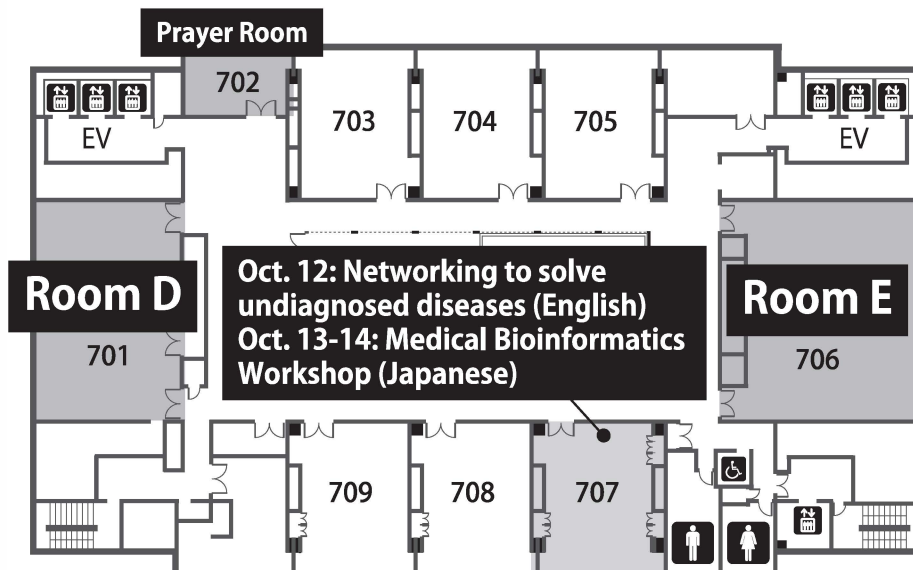 Prayer Room
702
703
704
705
EV
EV
Room D
701
Oct. 12: Networking to solve
undiagnosed diseases (English)
Oct. 13-14: Medical Bioinformatics
Workshop (Japanese)
Room E
706
709
708
707